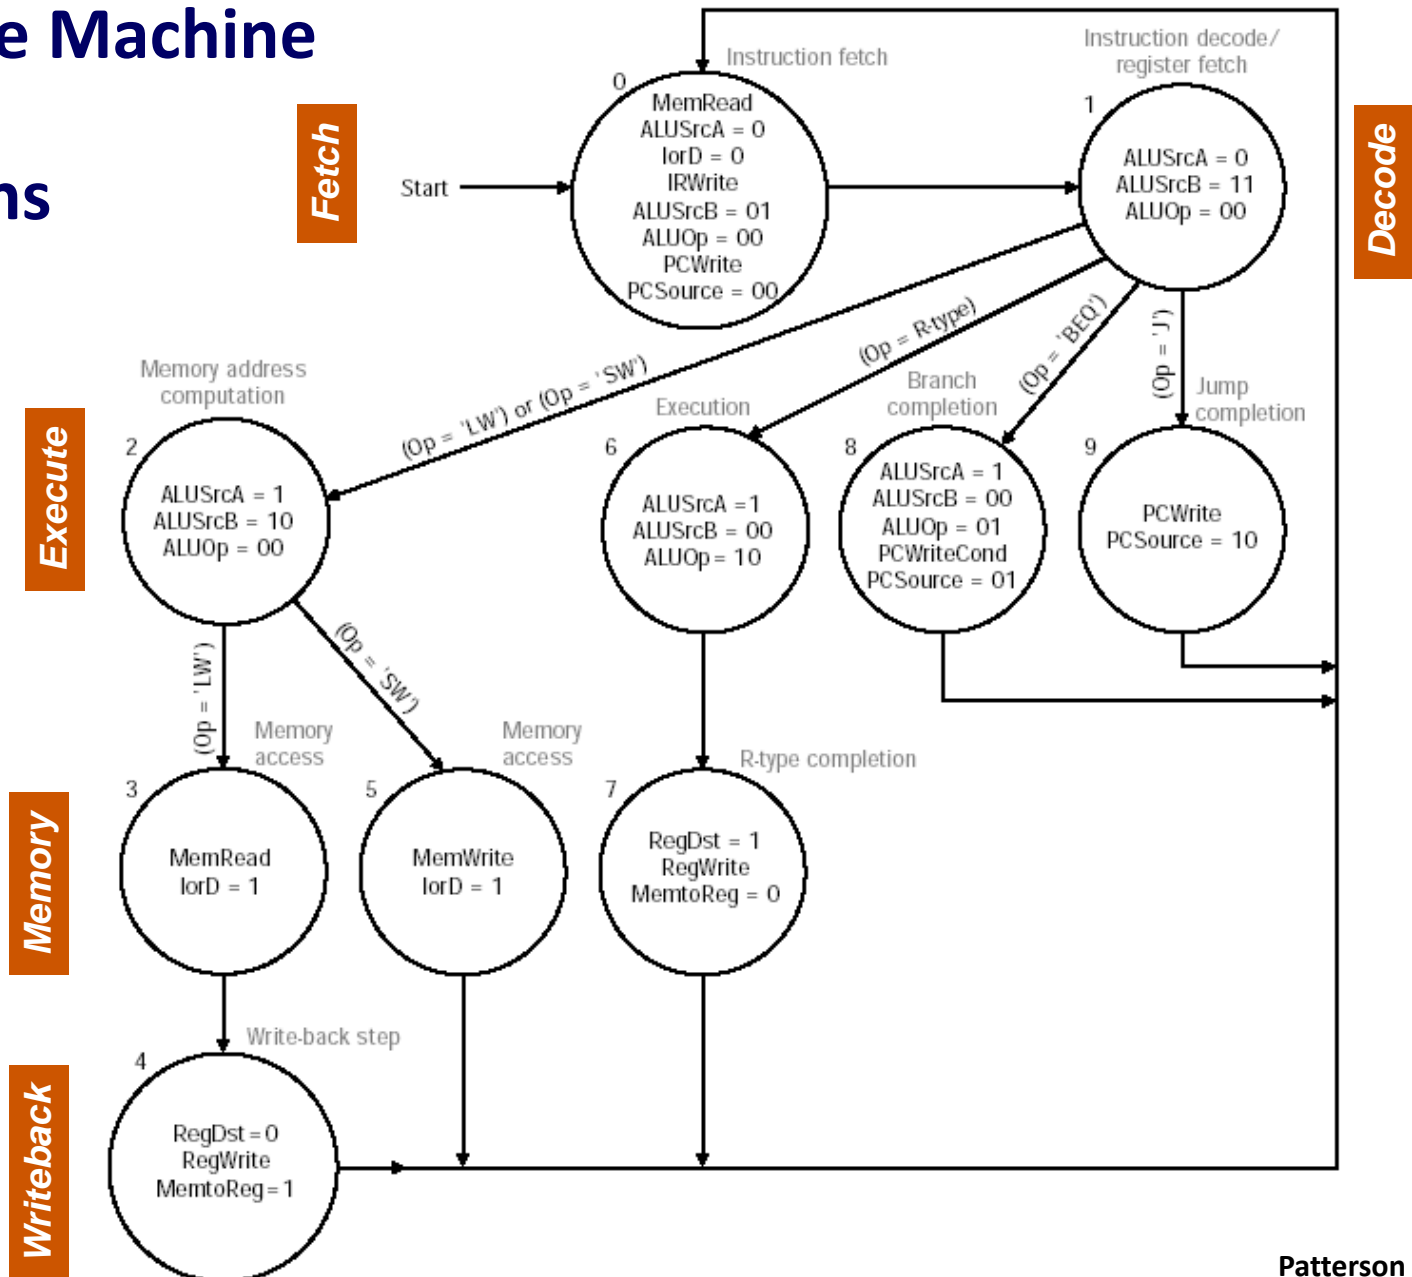 e Machine
ns
Fetch
Start
Instruction fetch
0
MemRead
ALUSrcA = 0
IorD = 0
IRWrite
ALUSrcB = 01
ALUOp = 00
PCWrite
PCSource = 00
Instruction decode/
register fetch
1
ALUSrcA = 0
ALUSrcB = 11
ALUOp = 00
Decode
(Op = 'LW') or (Op = 'SW')
(Op = R-type)
(Op = 'BEQ')
(Op = 'J')
Execute
Memory address
computation
2
ALUSrcA = 1
ALUSrcB = 10
ALUOp = 00
Execution
6
ALUSrcA =1
ALUSrcB = 00
ALUOp= 10
Branch
completion
8
ALUSrcA = 1
ALUSrcB = 00
ALUOp = 01
PCWriteCond
PCSource = 01
Jump
completion
9
PCWrite
PCSource = 10
(Op = 'LW')
(Op = 'SW')
Memory
Memory
access
3
MemRead
IorD = 1
Memory
access
5
MemWrite
IorD = 1
R-type completion
7
RegDst = 1
RegWrite
MemtoReg = 0
Writeback
Write-back step
4
RegDst=0
RegWrite
MemtoReg=1
Patterson